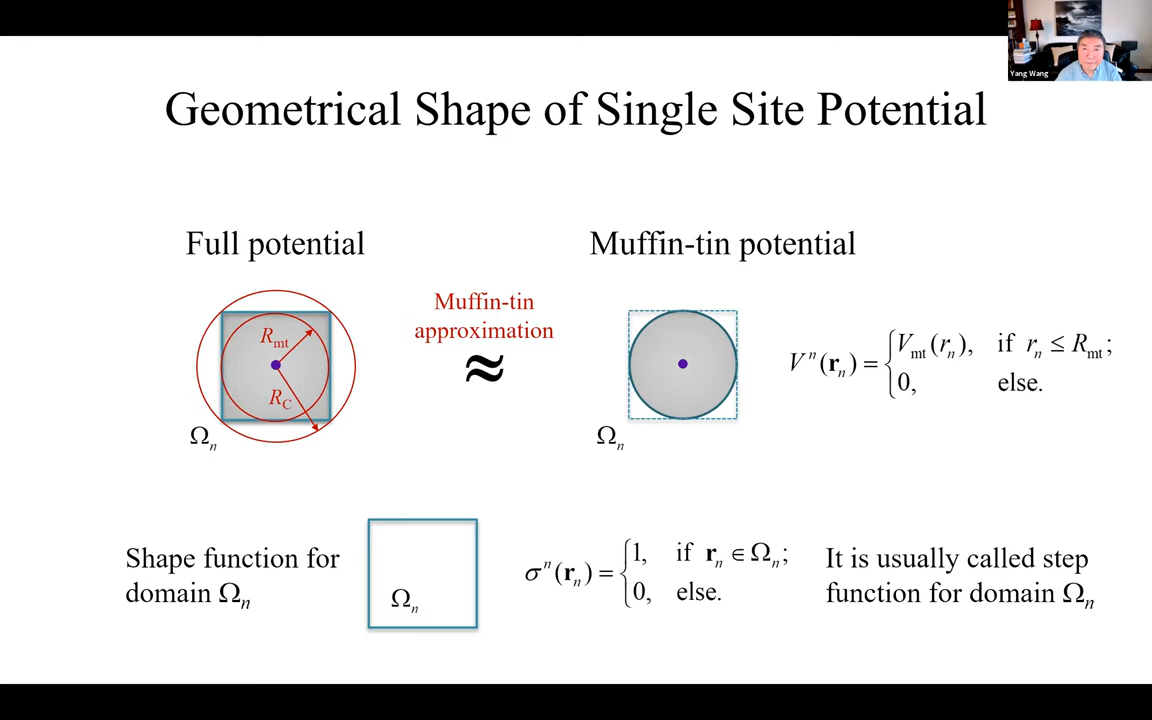 Yang Wang
Geometrical Shape of Single Site Potential
Full potential
Muffin-tin potential
Muffin-tin
approximation
≈
R_mt
R_C
Ω_n
Ω_n
V^n(𝐫_n) = { V_mt(r_n), if r_n ≤ R_mt;
0, else.
Shape function for
domain Ω_n
Ω_n
σ^n(𝐫_n) = { 1, if 𝐫_n ∈ Ω_n;
0, else.
It is usually called step
function for domain Ω_n